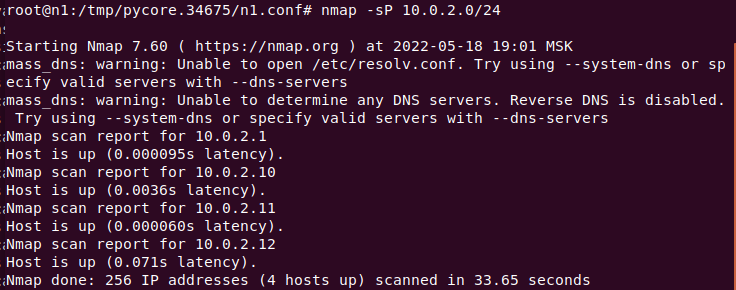 root@n1:/tmp/pycore.34675/n1.conf# nmap -sP 10.0.2.0/24
Starting Nmap 7.60 ( https://nmap.org ) at 2022-05-18 19:01 MSK
mass_dns: warning: Unable to open /etc/resolv.conf. Try using --system-dns or sp
ecify valid servers with --dns-servers
mass_dns: warning: Unable to determine any DNS servers. Reverse DNS is disabled.
 Try using --system-dns or specify valid servers with --dns-servers
Nmap scan report for 10.0.2.1
Host is up (0.000095s latency).
Nmap scan report for 10.0.2.10
Host is up (0.0036s latency).
Nmap scan report for 10.0.2.11
Host is up (0.000060s latency).
Nmap scan report for 10.0.2.12
Host is up (0.071s latency).
Nmap done: 256 IP addresses (4 hosts up) scanned in 33.65 seconds